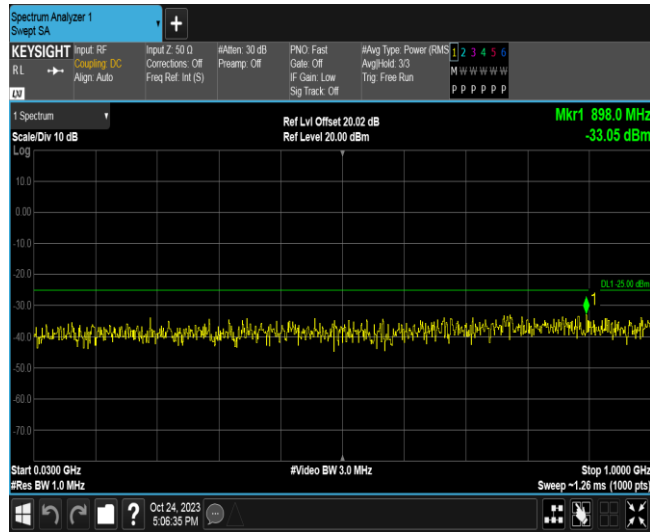 Spectrum Analyzer 1
Swept SA
+
KEYSIGHT
RL
LXI
Input: RF
Coupling: DC
Align: Auto
Input Z: 50 Ω
Corrections: Off
Freq Ref: Int (S)
#Atten: 30 dB
Preamp: Off
PNO: Fast
Gate: Off
IF Gain: Low
Sig Track: Off
#Avg Type: Power (RMS
Avg|Hold: 3/3
Trig: Free Run
1 2 3 4 5 6
M W W W W W
P P P P P P
1 Spectrum
Scale/Div 10 dB
Log
Ref Lvl Offset 20.02 dB
Ref Level 20.00 dBm
Mkr1 898.0 MHz
-33.05 dBm
10.0
0.00
-10.0
-20.0
DL1 -25.00 dBm
1
-30.0
-40.0
-50.0
-60.0
-70.0
Start 0.0300 GHz
#Res BW 1.0 MHz
#Video BW 3.0 MHz
Stop 1.0000 GHz
Sweep ~1.26 ms (1000 pts)
?
Oct 24, 2023
5:06:35 PM